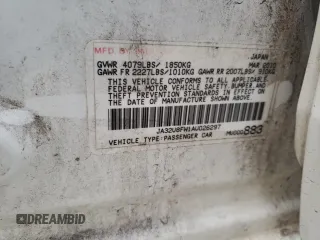 MFD BY
JAPAN
GVWR 4079LBS/ 1850KG MAR
GAWR FR 2227LBS/1010KG GAWR RR 2007LBS/
THIS VEHICLE CONFORMS TO ALL APPLICABLE
FEDERAL MOTOR VEHICLE SAFETY, BUMPER,
AND THEFT PREVENTION STANDARDS IN EFFECT
ON THE DATE OF MANUFACTURE SHOWN ABOVE.
JA32U8FW1AU026297
VEHICLE TYPE:PASSENGER CAR 883
DREAMBID